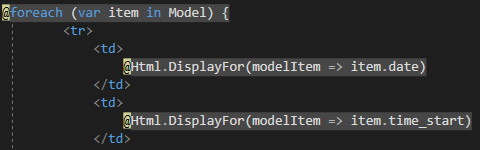 @foreach (var item in Model) {
<tr>
<td>
@Html.DisplayFor(modelItem => item.date)
</td>
<td>
@Html.DisplayFor(modelItem => item.time_start)
</td>